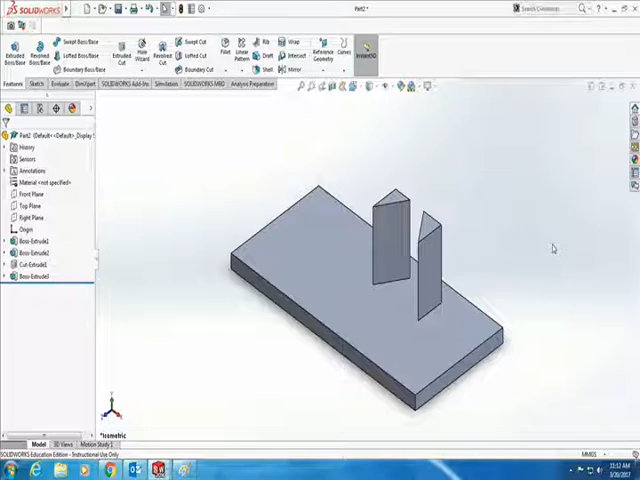 SOLIDWORKS
Part2 *
Search Commands
Extruded Boss/Base
Revolved Boss/Base
Swept Boss/Base
Lofted Boss/Base
Boundary Boss/Base
Extruded Cut
Hole Wizard
Revolved Cut
Swept Cut
Lofted Cut
Boundary Cut
Fillet
Linear Pattern
Rib
Draft
Shell
Wrap
Intersect
Mirror
Reference Geometry
Curves
Instant3D
Features
Sketch
Evaluate
DimXpert
SOLIDWORKS Add-Ins
Simulation
SOLIDWORKS MBD
Analysis Preparation
Part2 (Default<<Default>_Display
History
Sensors
Annotations
Material <not specified>
Front Plane
Top Plane
Right Plane
Origin
Boss-Extrude1
Boss-Extrude2
Cut-Extrude1
Boss-Extrude3
*Isometric
Model
3D Views
Motion Study 1
SOLIDWORKS Education Edition - Instructional Use Only
MMGS
11:12 AM
3/20/2017